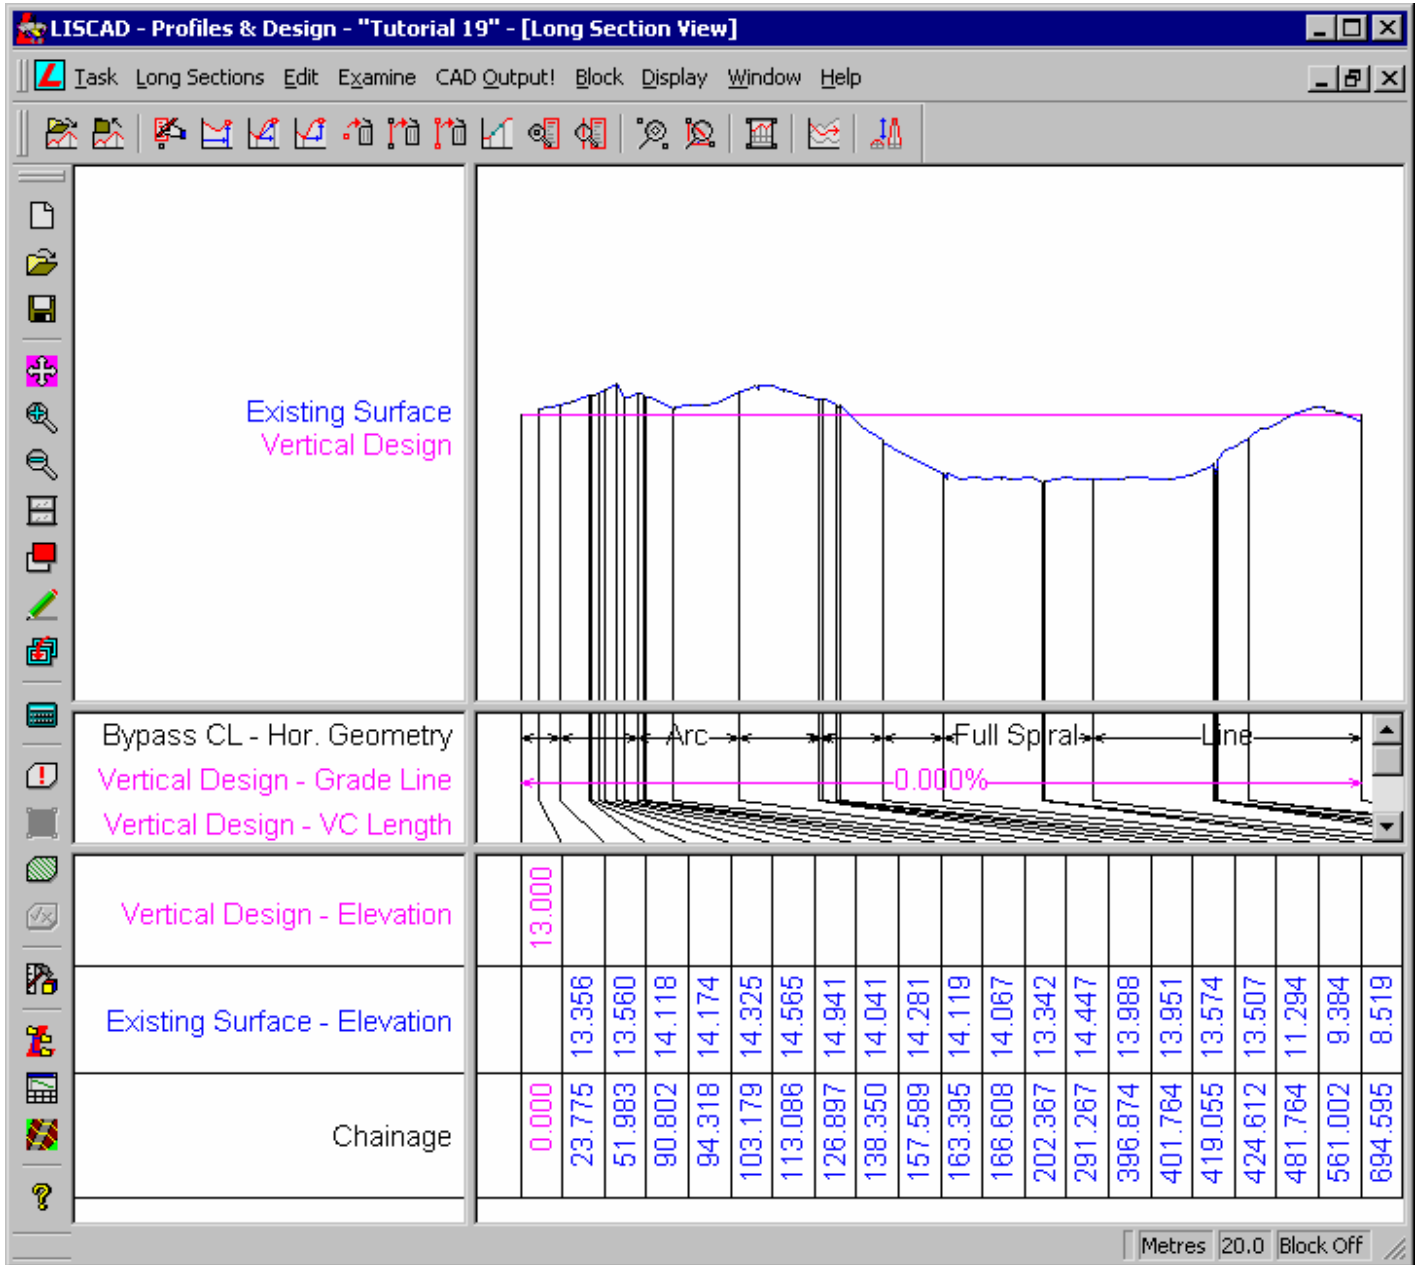 LISCAD - Profiles & Design - "Tutorial 19" - [Long Section View]
Task Long Sections Edit Examine CAD Output! Block Display Window Help
Existing Surface
Vertical Design
Bypass CL - Hor. Geometry
Arc
Full Spiral
Line
Vertical Design - Grade Line
0.000%
Vertical Design - VC Length
Vertical Design - Elevation
13.000
Existing Surface - Elevation
13.356 13.560 14.118 14.174 14.325 14.565 14.941 14.041 14.281 14.119 14.067 13.342 14.447 13.988 13.951 13.574 13.507 11.294 9.384 8.519
Chainage
0.000 23.775 51.983 90.802 94.318 103.179 113.086 126.897 138.350 157.589 163.395 166.608 202.367 291.267 396.874 401.764 419.055 424.612 481.764 561.002 694.595
Metres 20.0 Block Off